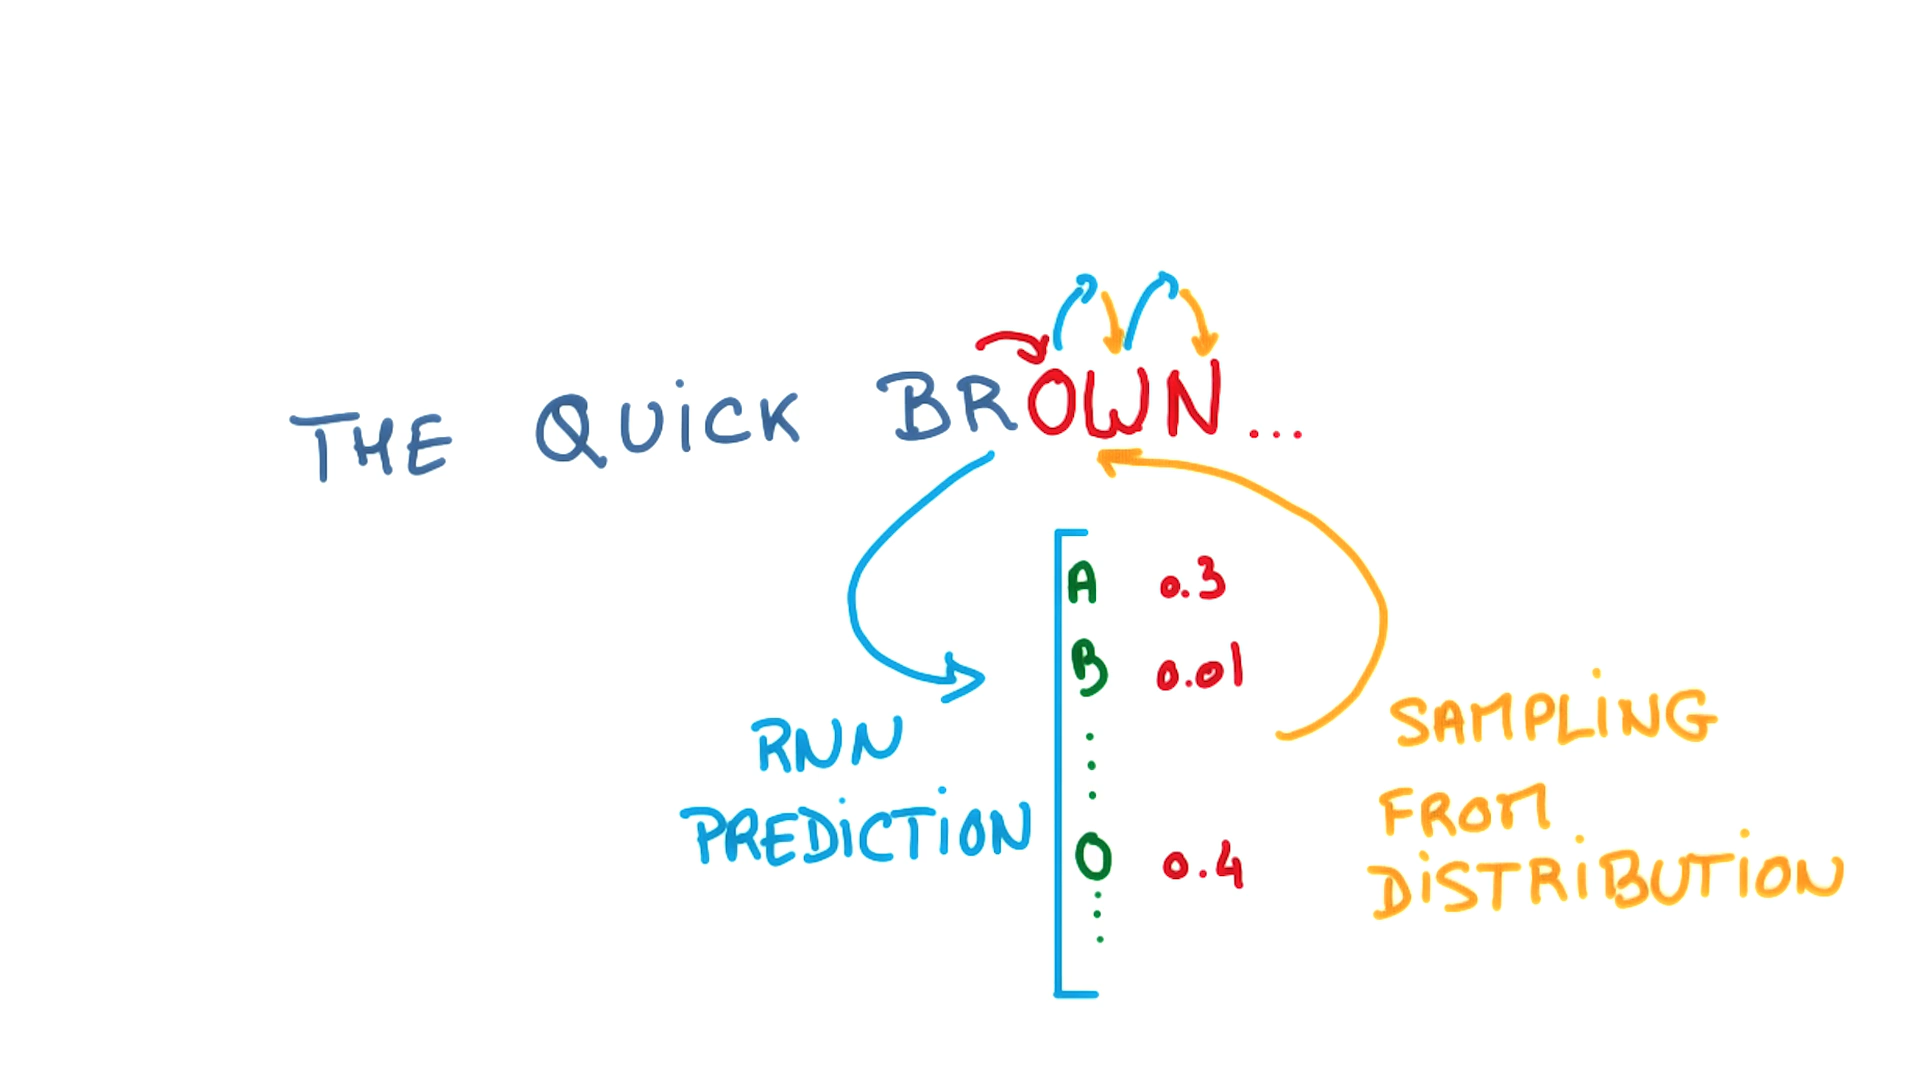 THE QUICK BROWN ...
A 0.3
B 0.01
O 0.4
RNN
PREDICTION
SAMPLING
FROM
DISTRIBUTION